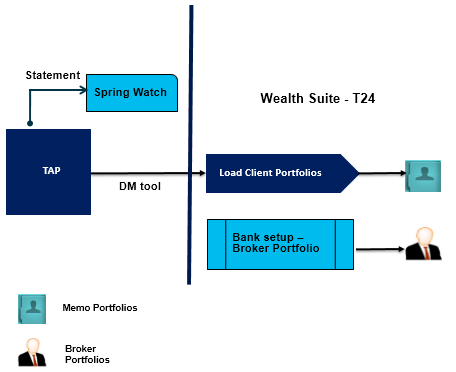 Statement
Spring Watch
Wealth Suite - T24
TAP
DM tool
Load Client Portfolios
Bank setup –
Broker Portfolio
Memo Portfolios
Broker
Portfolios